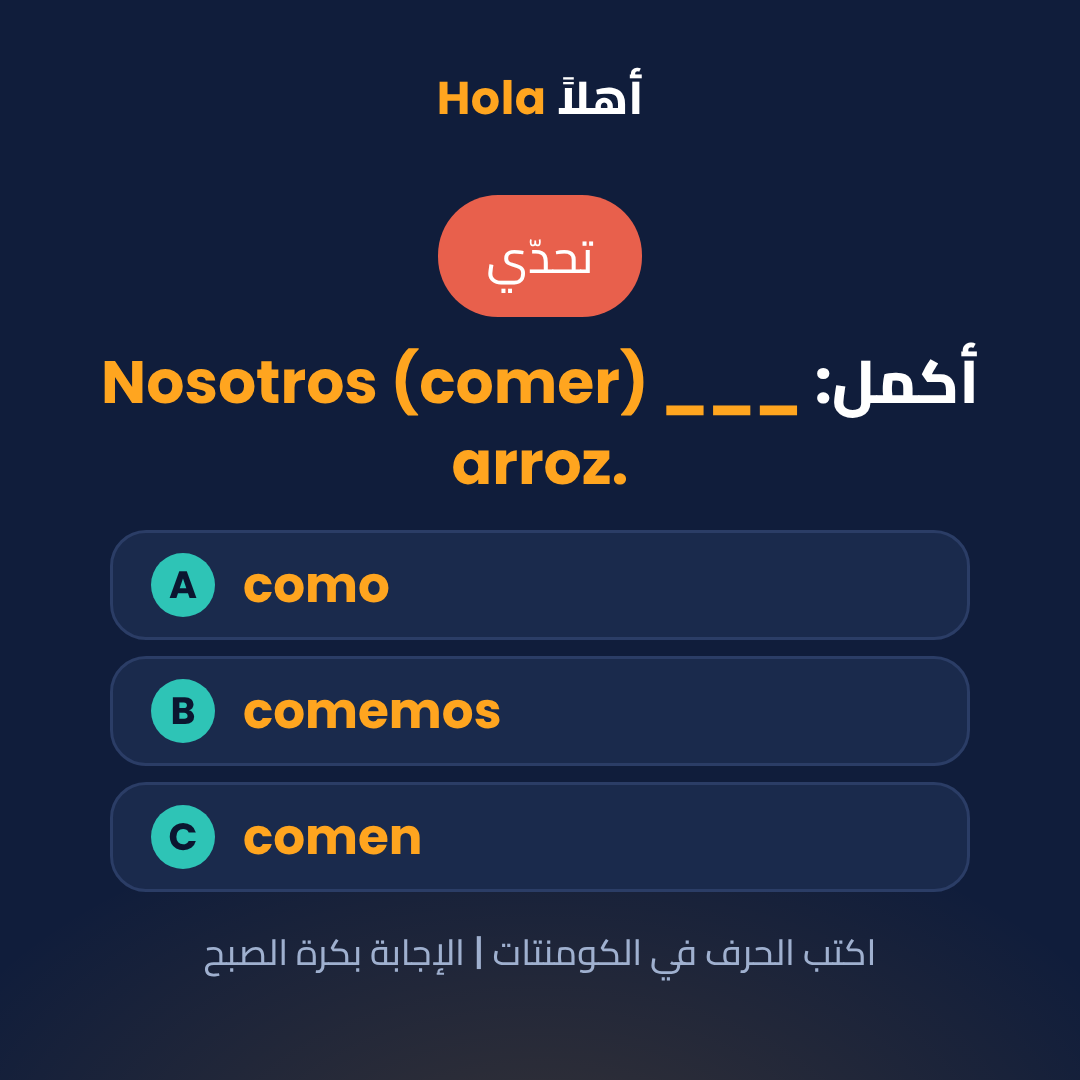 أهلاً Hola
تحدّي
أكمل: Nosotros (comer) ___
arroz.
A como
B comemos
C comen
اكتب الحرف في الكومنتات | الإجابة بكرة الصبح